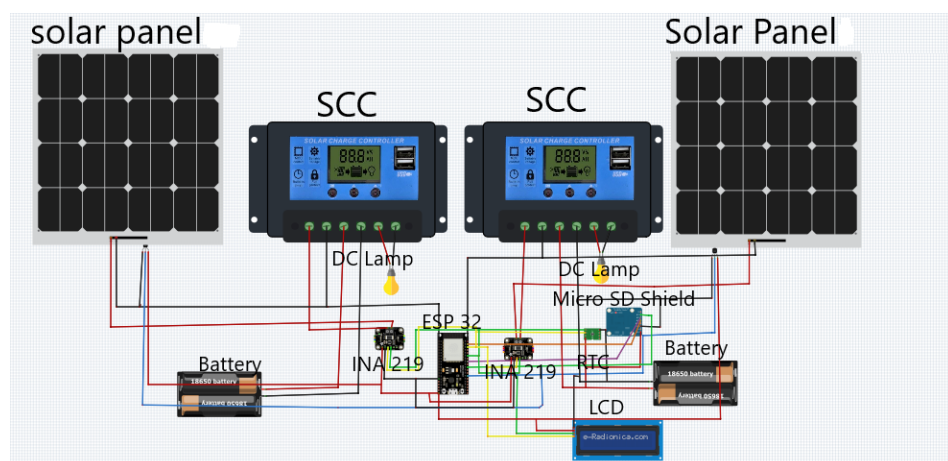 solar panel
Solar Panel
SCC
SCC
SOLAR CHARGE CONTROLLER
SOLAR CHARGE CONTROLLER
DC Lamp
DC Lamp
Micro SD Shield
ESP 32
INA 219
INA 219
RTC
Battery
Battery
18650 battery
18650 battery
18650 battery
18650 battery
LCD
e-Radionica.com